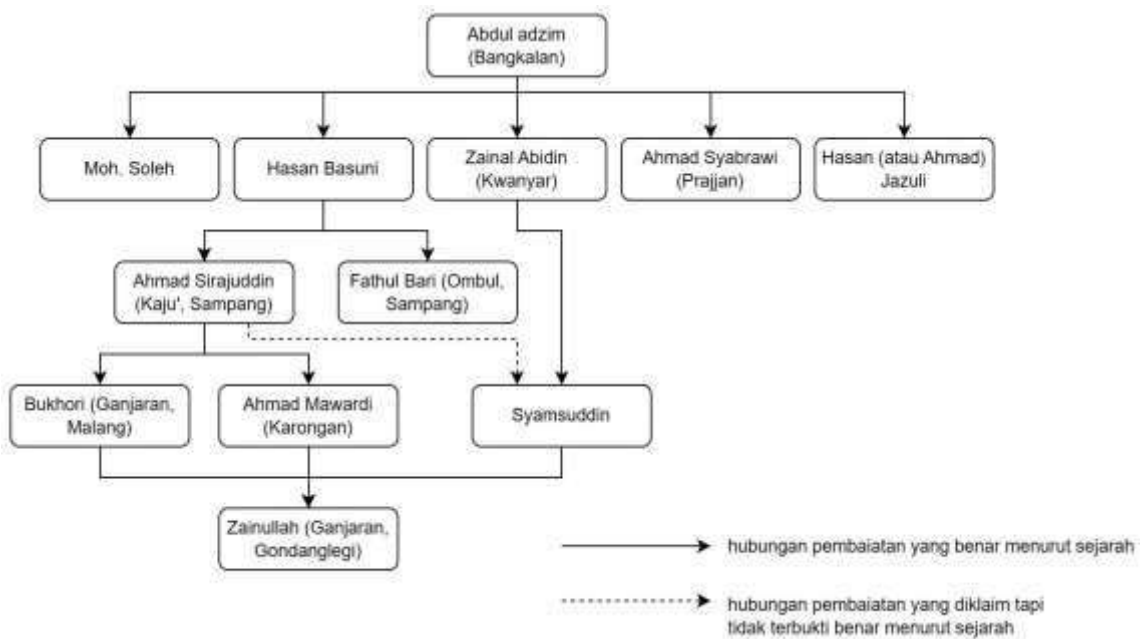 Abdul adzim
(Bangkalan)
Moh. Soleh
Hasan Basuni
Zainal Abidin
(Kwanyar)
Ahmad Syabrawi
(Prajjan)
Hasan (atau Ahmad)
Jazuli
Ahmad Sirajuddin
(Kaju', Sampang)
Fathul Bari (Ombul,
Sampang)
Bukhori (Ganjaran,
Malang)
Ahmad Mawardi
(Karongan)
Syamsuddin
Zainullah (Ganjaran,
Gondanglegi)
hubungan pembaiatan yang benar menurut sejarah
hubungan pembaiatan yang diklaim tapi
tidak terbukti benar menurut sejarah